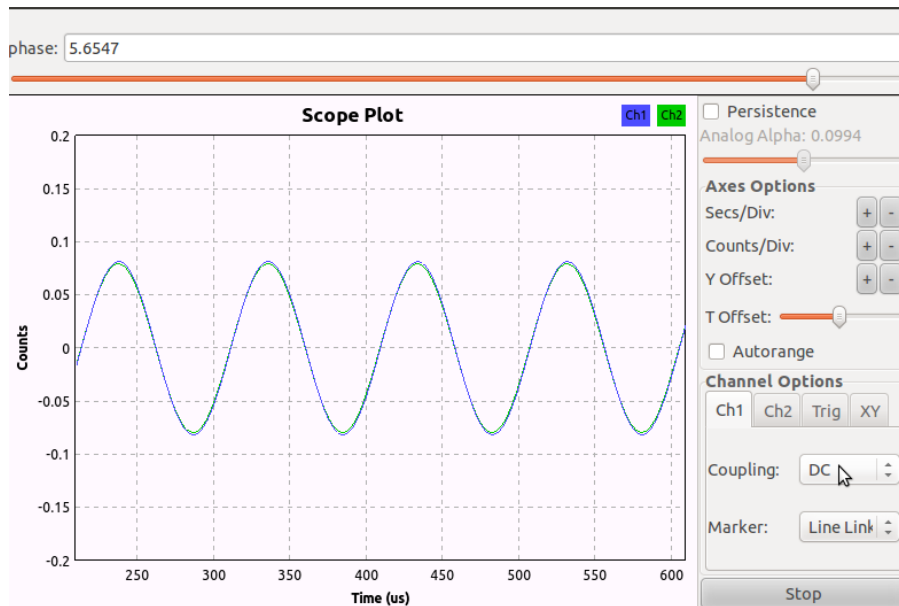 phase: 5.6547
Scope Plot
Ch1 Ch2
0.2
0.15
0.1
0.05
0
-0.05
-0.1
-0.15
-0.2
Counts
250 300 350 400 450 500 550 600
Time (us)
Persistence
Analog Alpha: 0.0994
Axes Options
Secs/Div: + -
Counts/Div: + -
Y Offset: + -
T Offset:
Autorange
Channel Options
Ch1 Ch2 Trig XY
Coupling: DC
Marker: Line Link
Stop